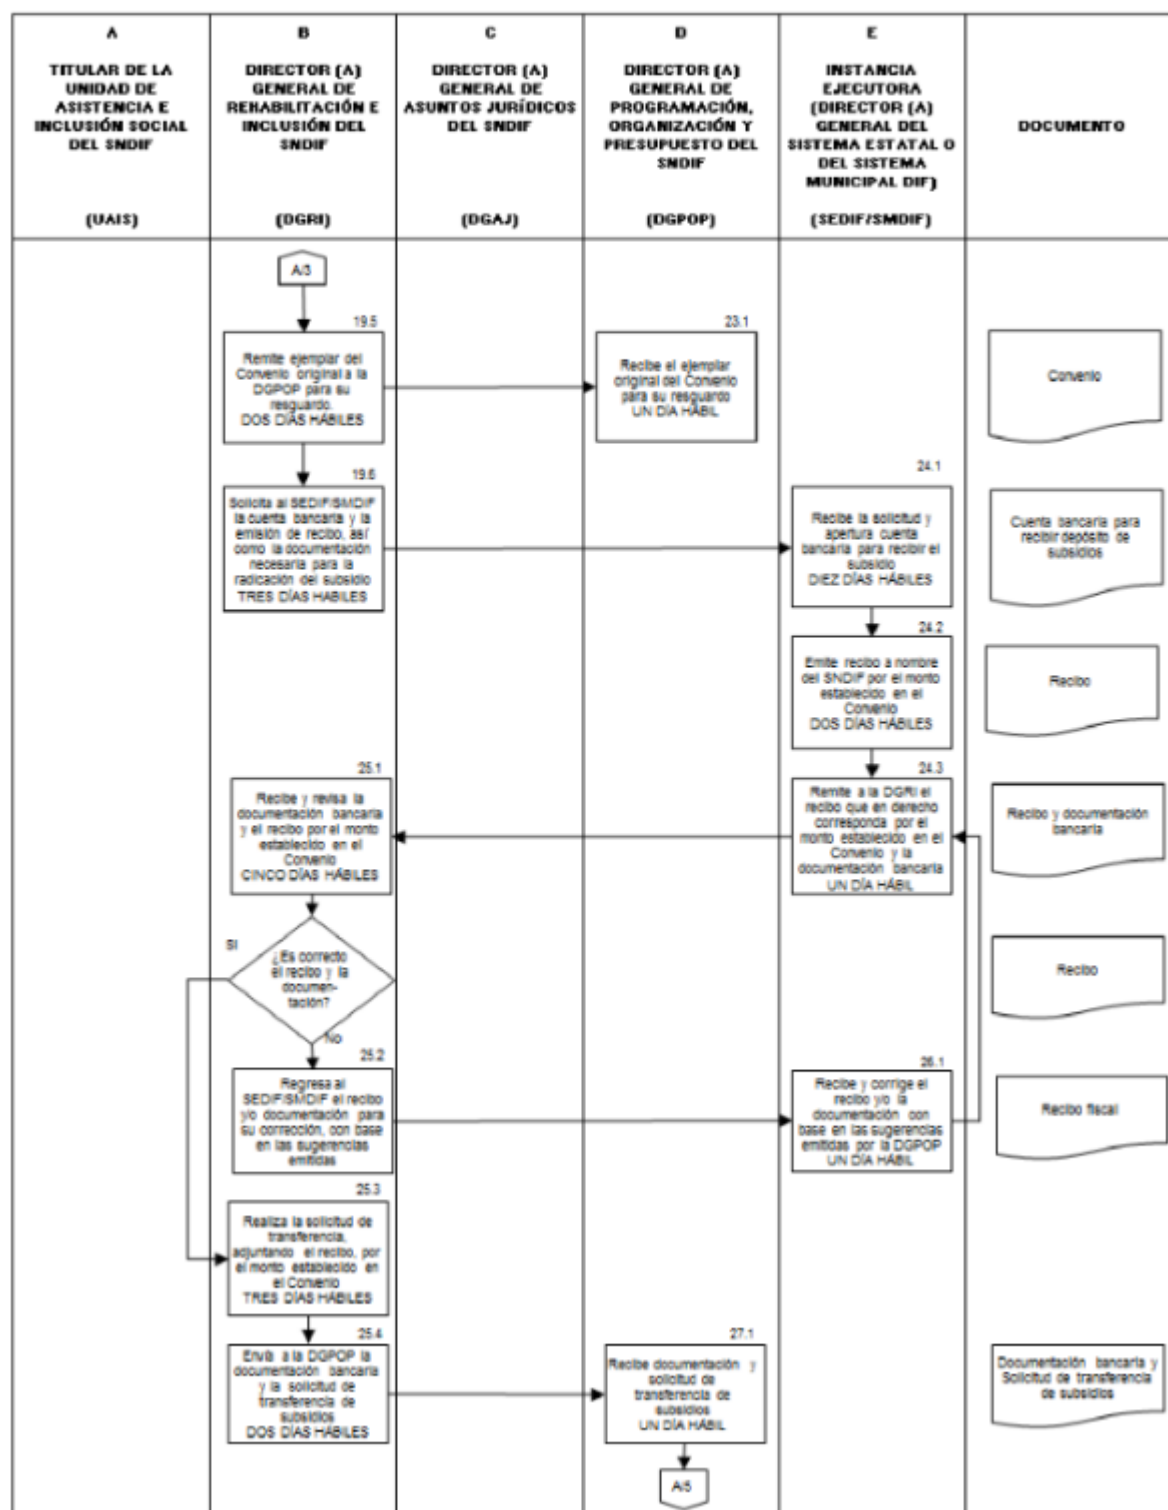 A
TITULAR DE LA
UNIDAD DE
ASISTENCIA E
INCLUSIÓN SOCIAL
DEL SNDIF
(UAIS)
B
DIRECTOR (A)
GENERAL DE
REHABILITACIÓN E
INCLUSIÓN DEL
SNDIF
(DGRI)
C
DIRECTOR (A)
GENERAL DE
ASUNTOS JURÍDICOS
DEL SNDIF
(DGAJ)
D
DIRECTOR (A)
GENERAL DE
PROGRAMACIÓN,
ORGANIZACIÓN Y
PRESUPUESTO DEL
SNDIF
(DGPOP)
E
INSTANCIA
EJECUTORA
(DIRECTOR (A)
GENERAL DEL
SISTEMA ESTATAL O
DEL SISTEMA
MUNICIPAL DIF)
(SEDIF/SMDIF)
DOCUMENTO
A/3
19.5
Remite ejemplar del
Convenio original a la
DGPOP para su
resguardo.
DOS DÍAS HÁBILES
23.1
Recibe el ejemplar
original del Convenio
para su resguardo
UN DÍA HÁBIL
Convenio
19.6
Solicita al SEDIF/SMDIF
la cuenta bancaria y la
emisión de recibo, así
como la documentación
necesaria para la
radicación del subsidio
TRES DÍAS HABILES
24.1
Recibe la solicitud y
apertura cuenta
bancaria para recibir el
subsidio
DIEZ DÍAS HÁBILES
Cuenta bancaria para
recibir depósito de
subsidios
24.2
Emite recibo a nombre
del SNDIF por el monto
establecido en el
Convenio
DOS DÍAS HÁBILES
Recibo
25.1
Recibe y revisa la
documentación bancaria
y el recibo por el monto
establecido en el
Convenio
CINCO DÍAS HÁBILES
24.3
Remite a la DGRI el
recibo que en derecho
corresponda por el
monto establecido en el
Convenio y la
documentación bancaria
UN DÍA HÁBIL
Recibo y documentación
bancaria
SI
¿Es correcto
el recibo y la
documen-
tación?
No
Recibo
25.2
Regresa al
SEDIF/SMDIF el recibo
y/o documentación para
su corrección, con base
en las sugerencias
emitidas
26.1
Recibe y corrige el
recibo y/o la
documentación con
base en las sugerencias
emitidas por la DGPOP
UN DÍA HÁBIL
Recibo fiscal
25.3
Realiza la solicitud de
transferencia,
adjuntando el recibo, por
el monto establecido en
el Convenio
TRES DÍAS HÁBILES
25.4
Envía a la DGPOP la
documentación bancaria
y la solicitud de
transferencia de
subsidios
DOS DÍAS HÁBILES
27.1
Recibe documentación y
solicitud de
transferencia de
subsidios
UN DÍA HÁBIL
Documentación bancaria y
Solicitud de transferencia
de subsidios
A/5